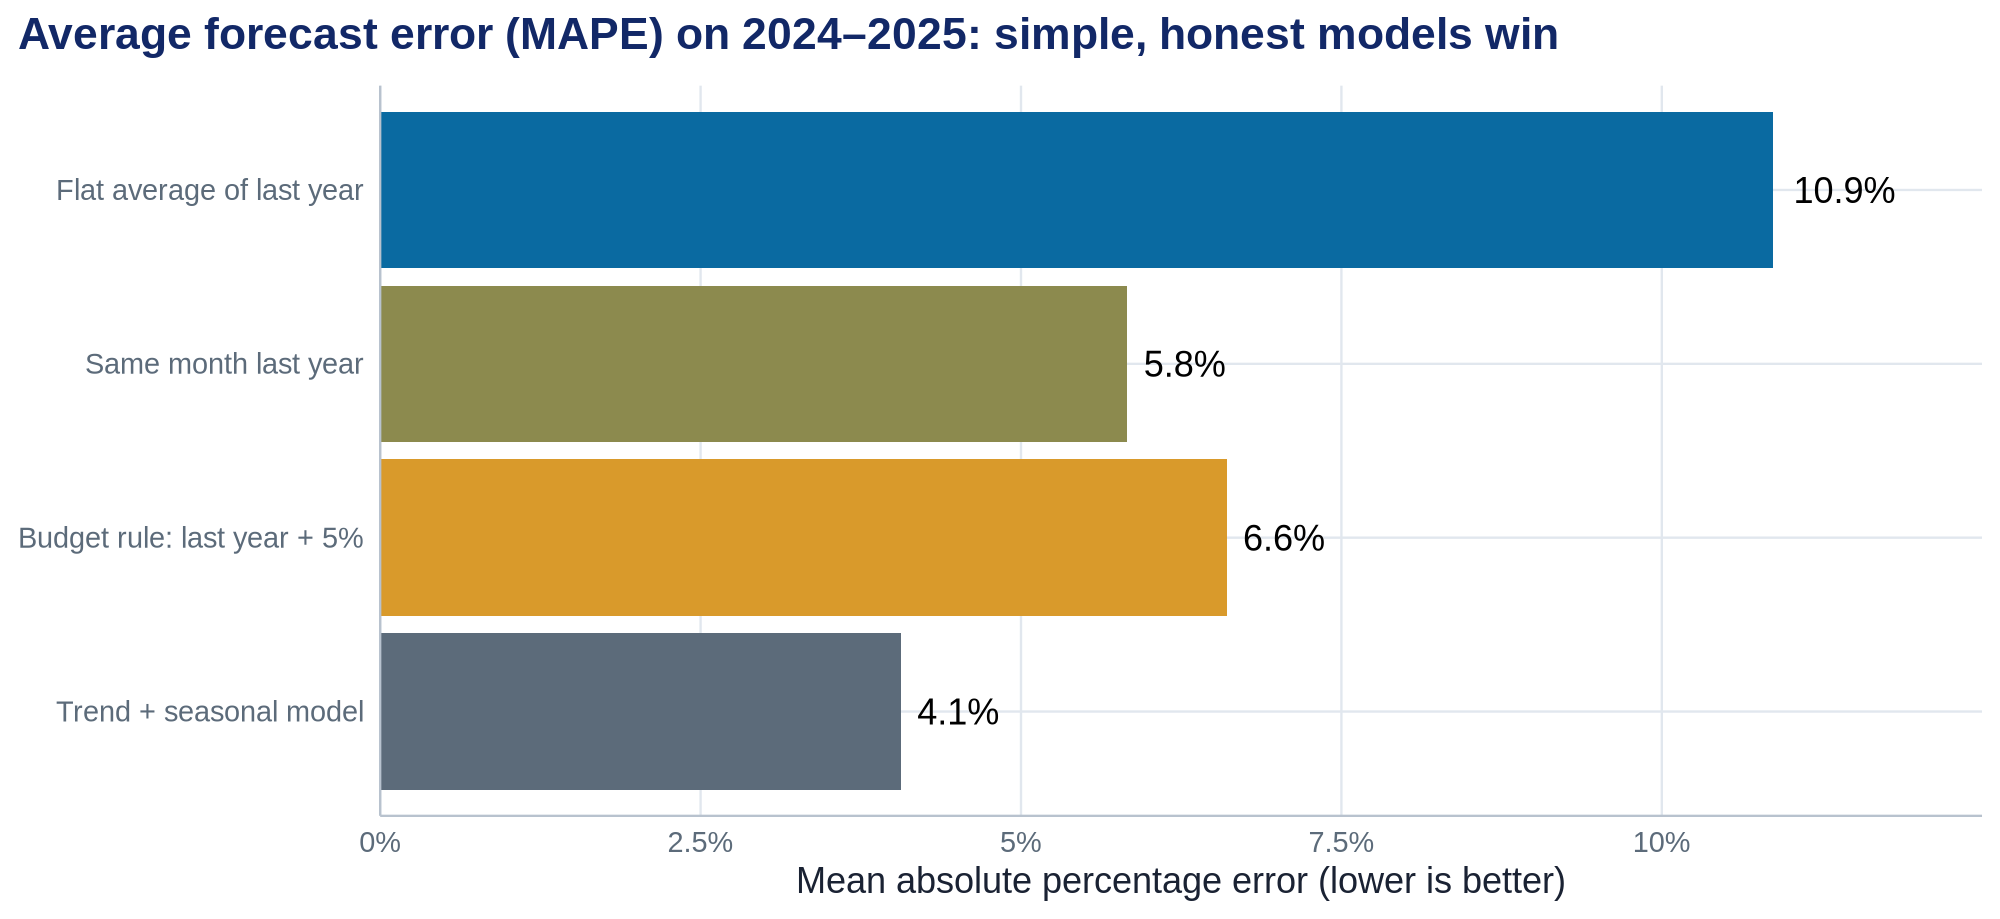 Average forecast error (MAPE) on 2024–2025: simple, honest models win
Flat average of last year
10.9%
Same month last year
5.8%
Budget rule: last year + 5%
6.6%
Trend + seasonal model
4.1%
0%
2.5%
5%
7.5%
10%
Mean absolute percentage error (lower is better)